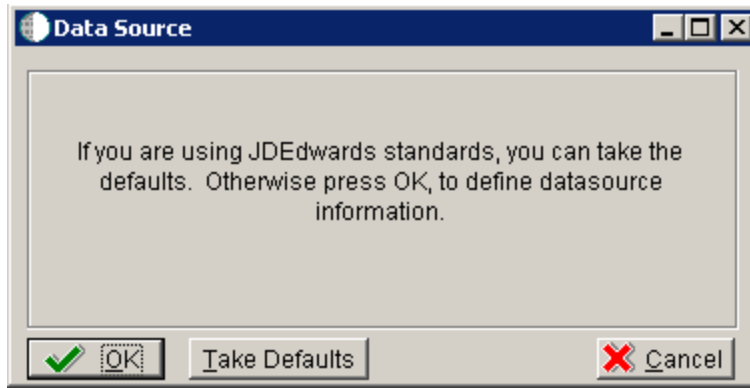 Data Source
If you are using JDEdwards standards, you can take the
defaults. Otherwise press OK, to define datasource
information.
OK
Take Defaults
Cancel